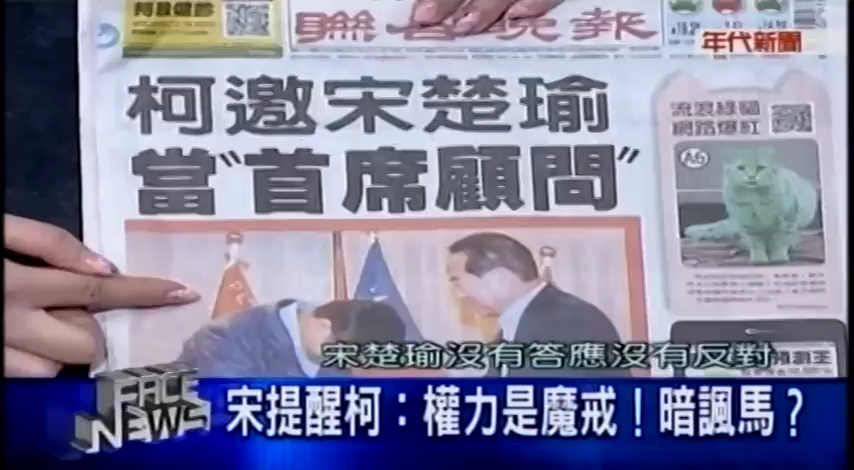 聯合晚報
年代新聞
柯邀宋楚瑜
當"首席顧問"
流浪綠貓
網路爆紅
A6
宋楚瑜沒有答應沒有反對
FACE
NEWS
宋提醒柯：權力是魔戒！暗諷馬？